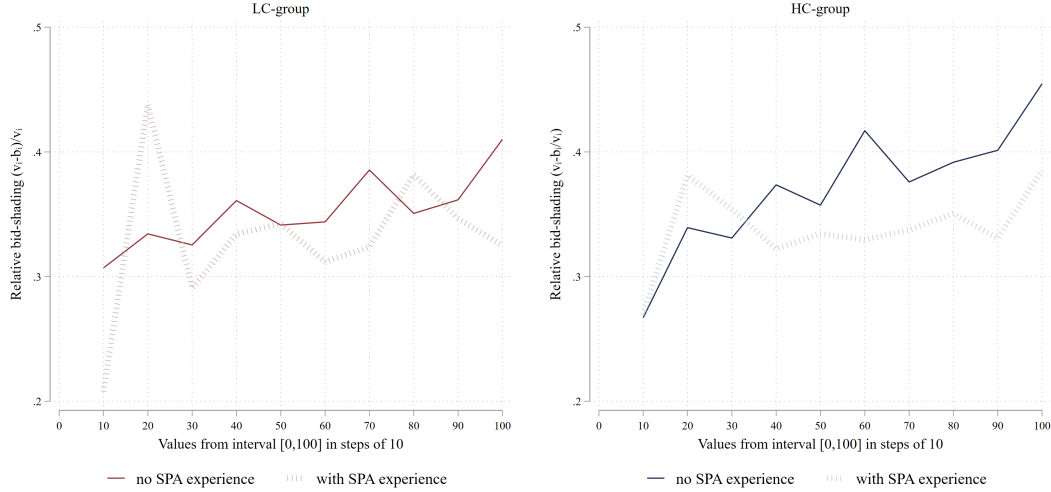 LC-group
.5
.4
.3
.2
Relative bid-shading (vi-bi)/vi
0 10 20 30 40 50 60 70 80 90 100
Values from interval [0,100] in steps of 10
no SPA experience with SPA experience
HC-group
.5
.4
.3
.2
Relative bid-shading (vi-bi/vi)
0 10 20 30 40 50 60 70 80 90 100
Values from interval [0,100] in steps of 10
no SPA experience with SPA experience